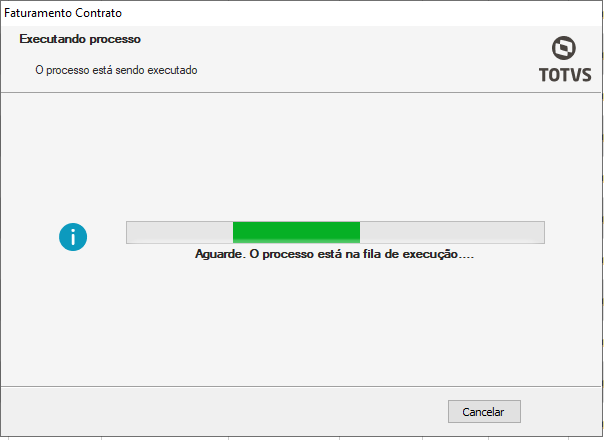 Faturamento Contrato
Executando processo
O processo está sendo executado
TOTVS
i
Aguarde. O processo está na fila de execução....
Cancelar